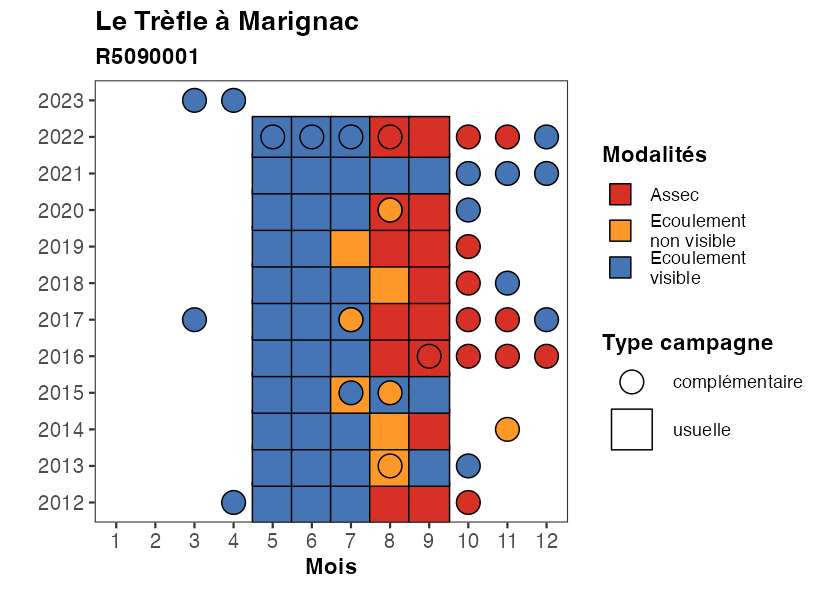 Le Trèfle à Marignac
R5090001
2023
2022
2021
2020
2019
2018
2017
2016
2015
2014
2013
2012
1 2 3 4 5 6 7 8 9 10 11 12
Mois
Modalités
Assec
Ecoulement
non visible
Ecoulement
visible
Type campagne
complémentaire
usuelle